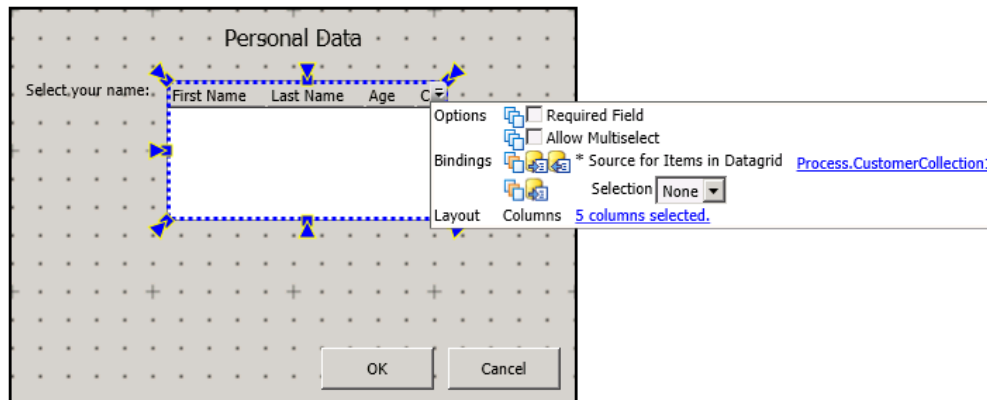 Personal Data
Select your name:
First Name Last Name Age C
Options Required Field
Allow Multiselect
Bindings * Source for Items in Datagrid Process.CustomerCollection1
Selection None
Layout Columns 5 columns selected.
OK Cancel